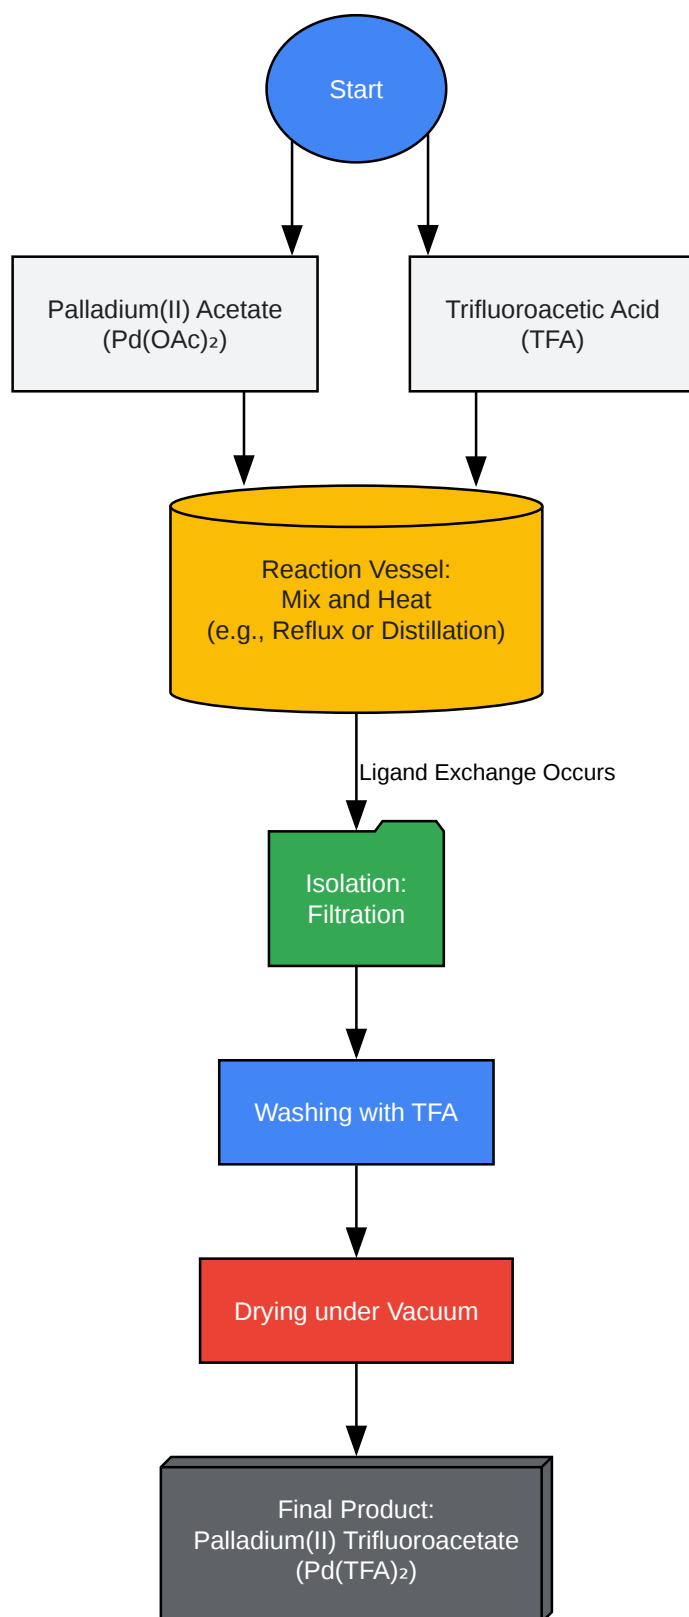 Start
Palladium(II) Acetate
(Pd(OAc)₂)
Trifluoroacetic Acid
(TFA)
Reaction Vessel:
Mix and Heat
(e.g., Reflux or Distillation)
Ligand Exchange Occurs
Isolation:
Filtration
Washing with TFA
Drying under Vacuum
Final Product:
Palladium(II) Trifluoroacetate
(Pd(TFA)₂)